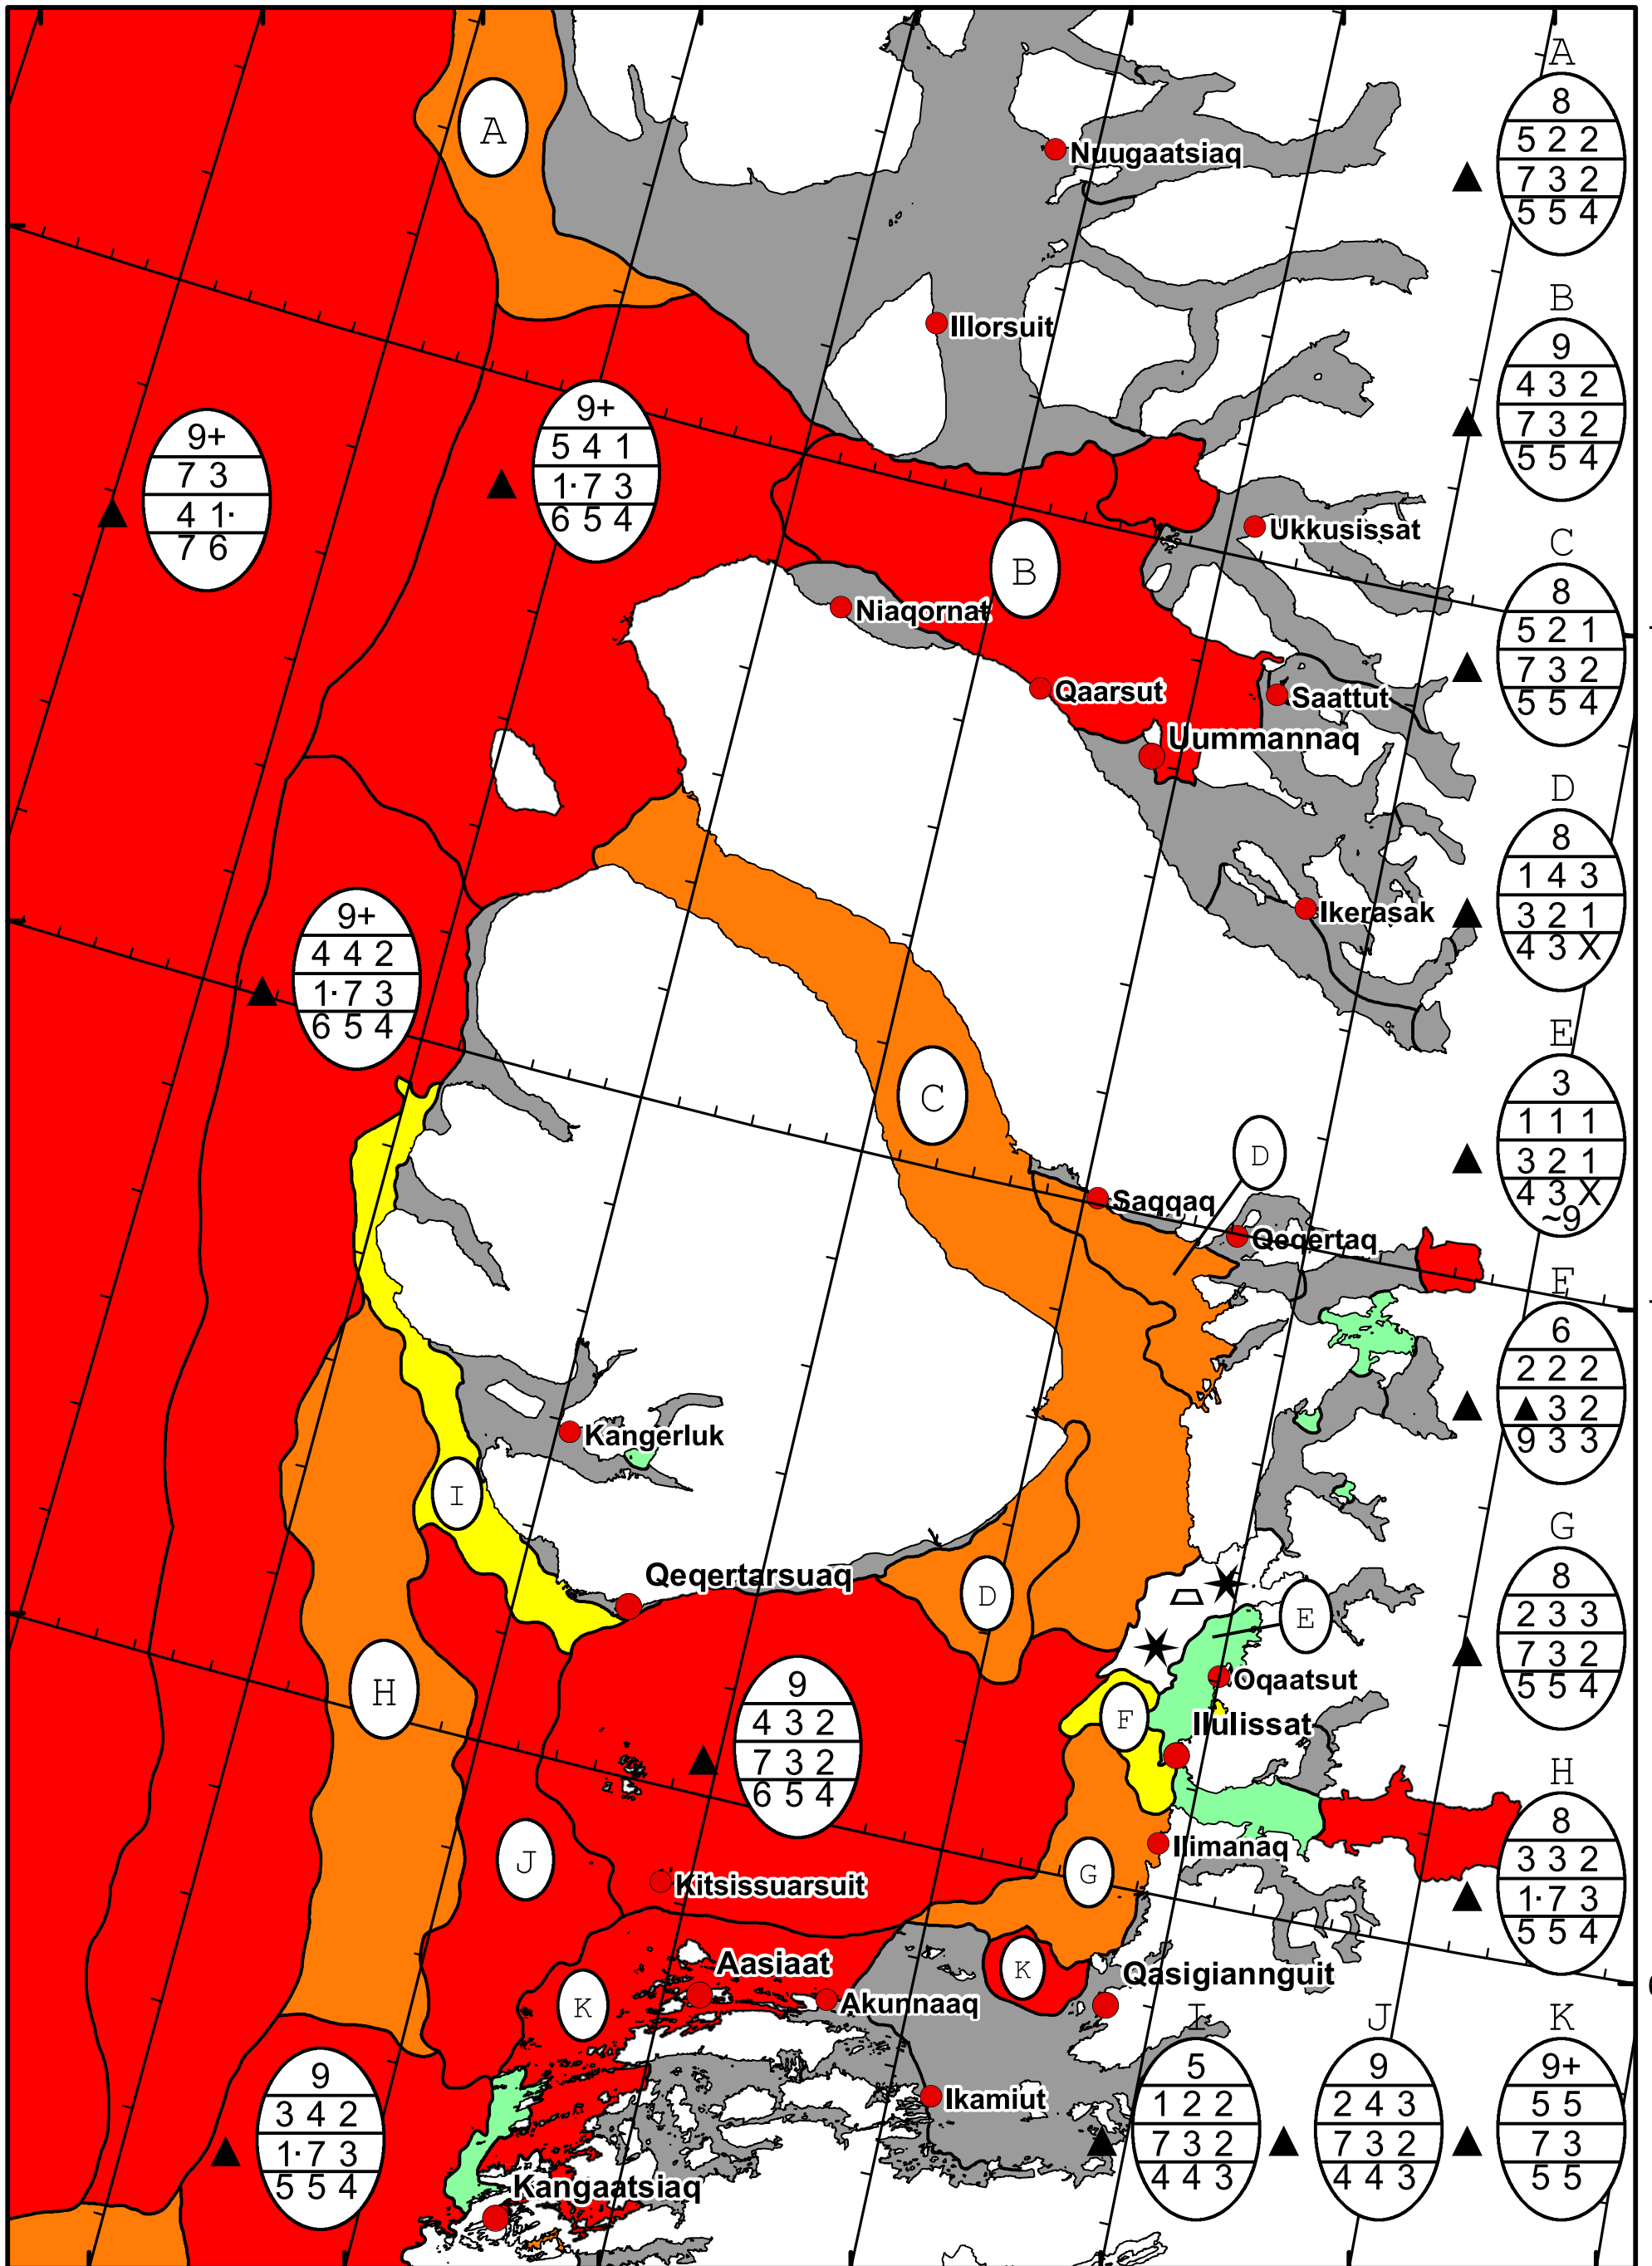 A
8
5 2 2
7 3 2
5 5 4
A
Nuugaatsiaq
B
9
4 3 2
7 3 2
5 5 4
Illorsuit
9+
7 3
4 1·
7 6
9+
5 4 1
1·7 3
6 5 4
Ukkusissat
B
Niaqornat
C
8
5 2 1
7 3 2
5 5 4
Qaarsut
Saattut
Uummannaq
D
8
1 4 3
3 2 1
4 3 X
Ikerasak
9+
4 4 2
1·7 3
6 5 4
E
3
1 1 1
3 2 1
4 3 X
~9
C
D
Saqqaq
Qeqertaq
F
6
2 2 2
▲ 3 2
9 3 3
Kangerluk
I
G
8
2 3 3
7 3 2
5 5 4
Qeqertarsuaq
D
E
Oqaatsut
H
F
Ilulissat
9
4 3 2
7 3 2
6 5 4
H
8
3 3 2
1·7 3
5 5 4
Ilimanaq
J
G
Kitsissuarsuit
Aasiaat
K
Qasigiannguit
K
Akunnaaq
Ikamiut
I
5
1 2 2
7 3 2
4 4 3
J
9
2 4 3
7 3 2
4 4 3
K
9+
5 5
7 3
5 5
9
3 4 2
1·7 3
5 5 4
Kangaatsiaq